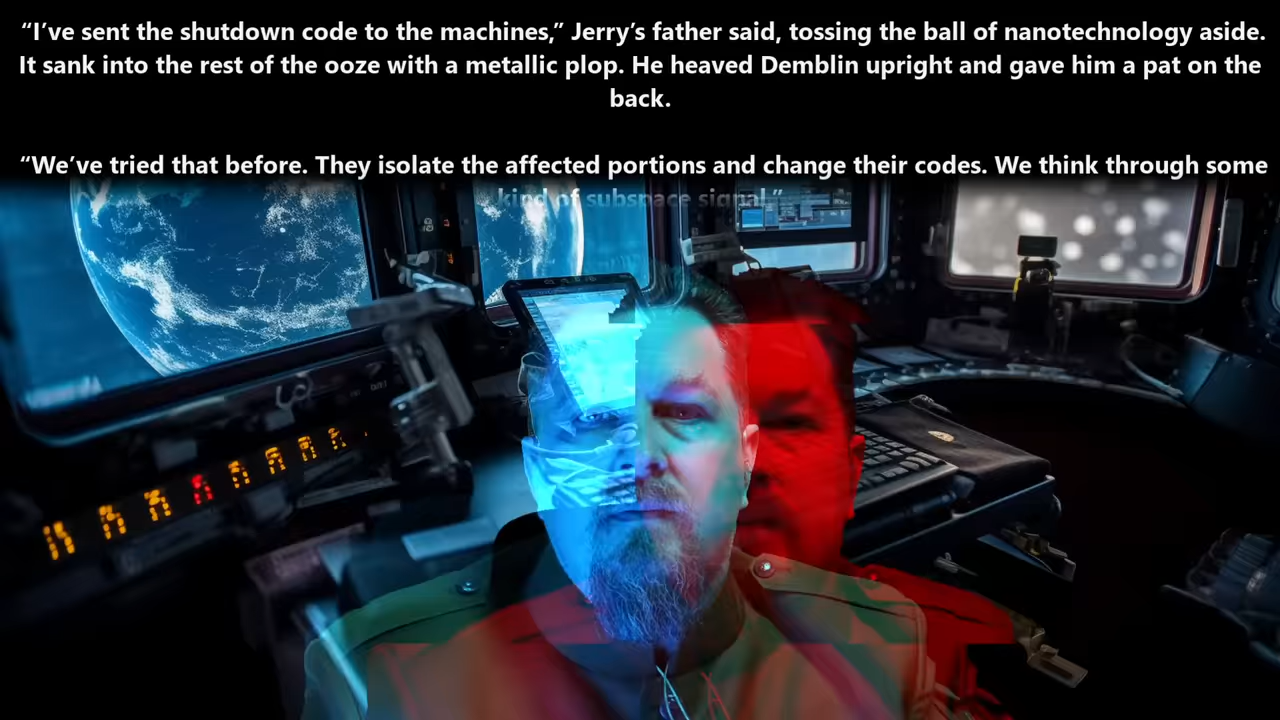 “I’ve sent the shutdown code to the machines,” Jerry’s father said, tossing the ball of nanotechnology aside.
It sank into the rest of the ooze with a metallic plop. He heaved Demblin upright and gave him a pat on the
back.
“We’ve tried that before. They isolate the affected portions and change their codes. We think through some
kind of subspace signal.”